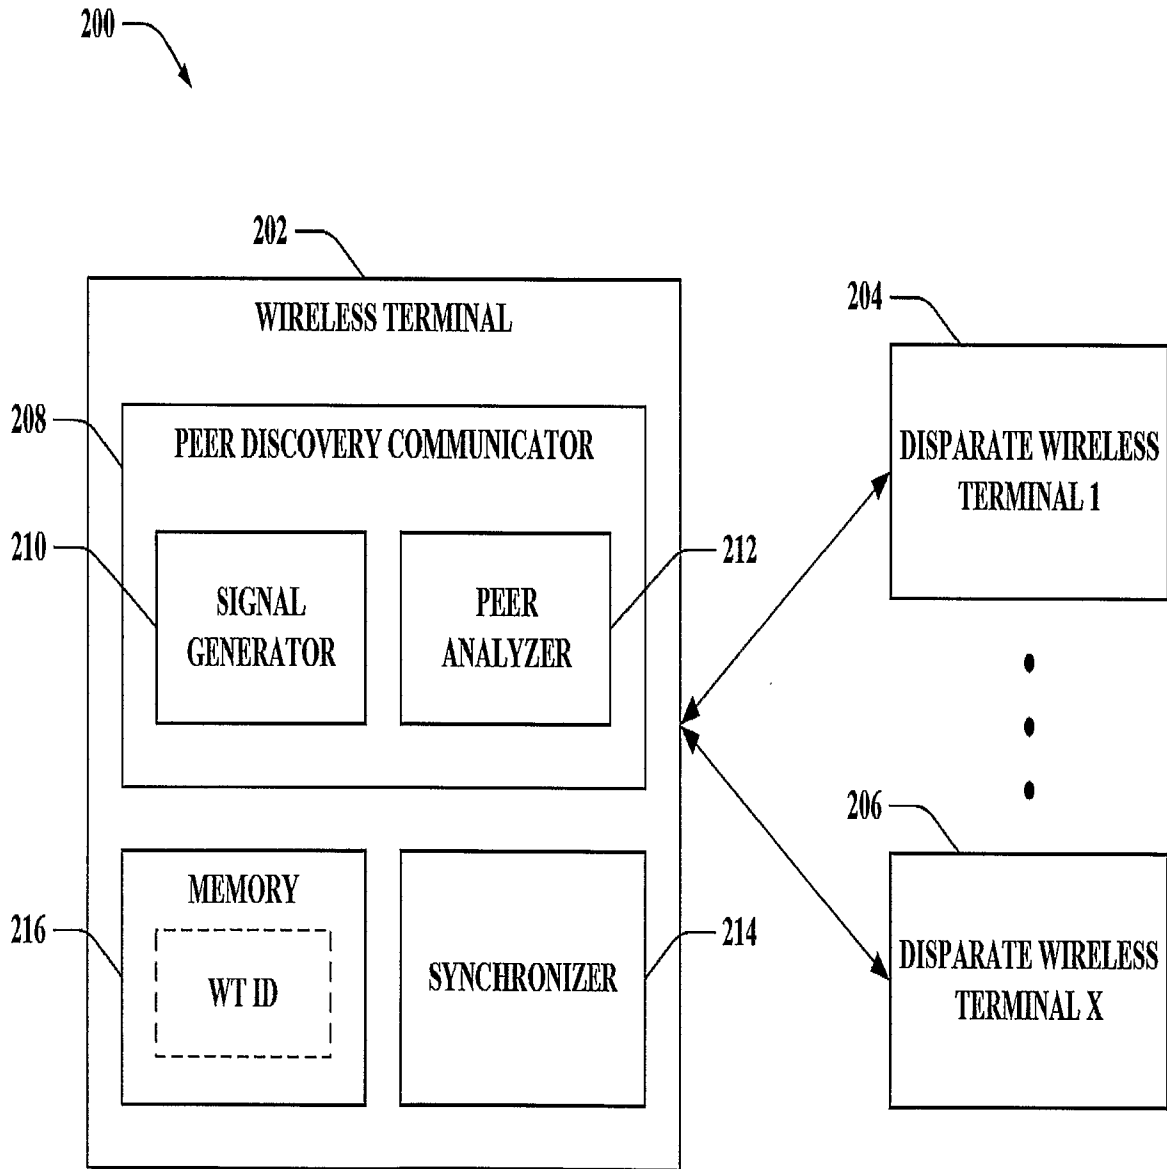 200
202
WIRELESS TERMINAL
204
208
PEER DISCOVERY COMMUNICATOR
DISPARATE WIRELESS
TERMINAL 1
210
212
SIGNAL
GENERATOR
PEER
ANALYZER
206
MEMORY
216
WT ID
SYNCHRONIZER
214
DISPARATE WIRELESS
TERMINAL X